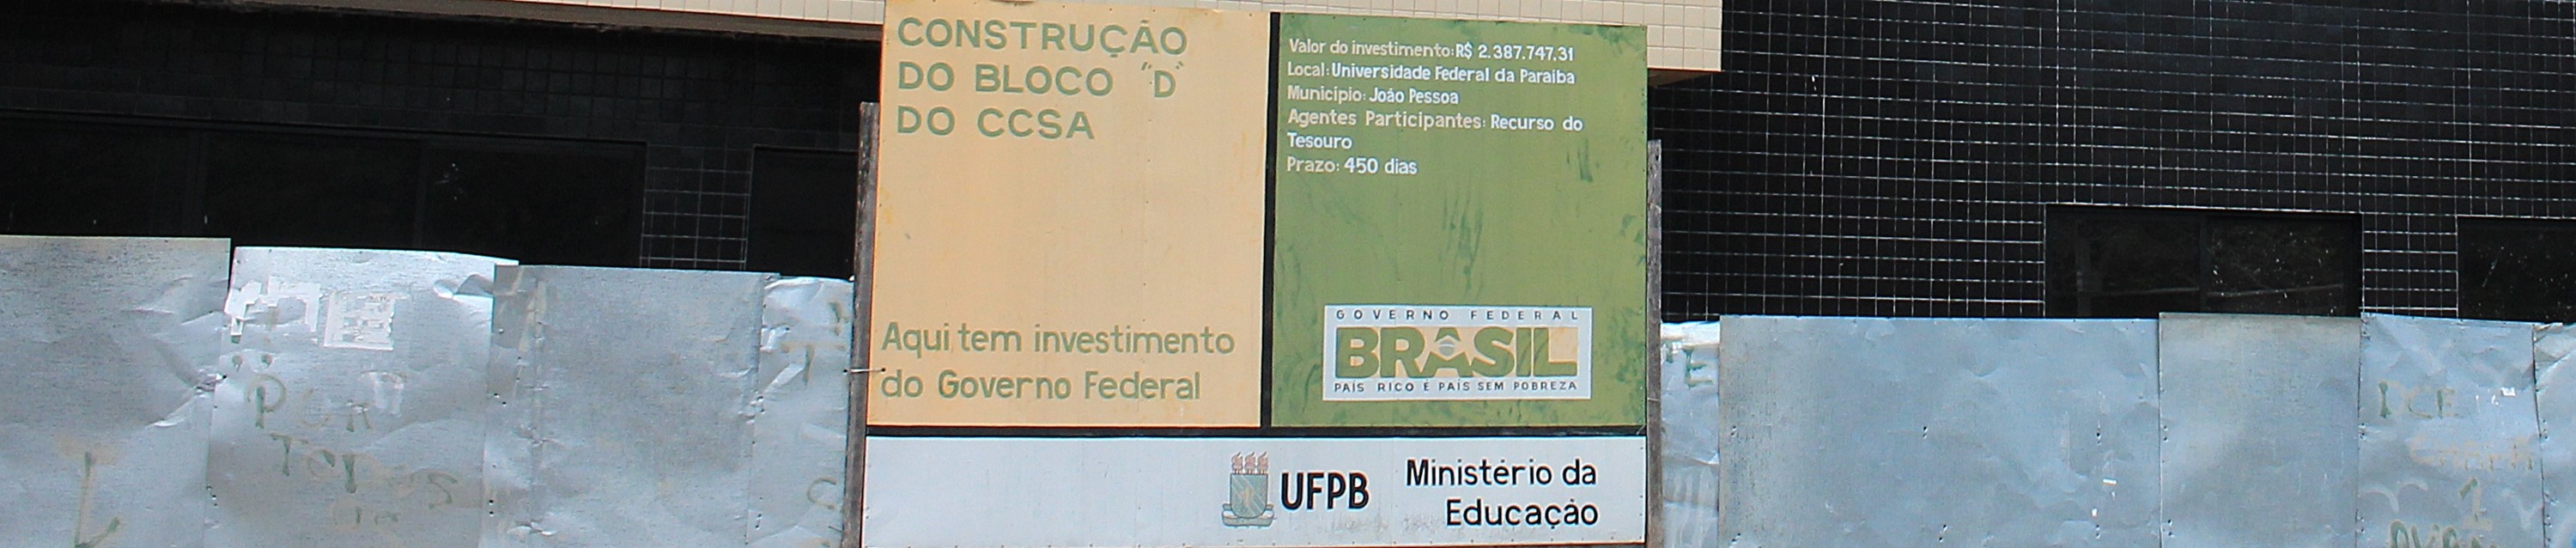 CONSTRUÇÃO
DO BLOCO "D"
DO CCSA
Aqui tem investimento
do Governo Federal
Valor do investimento: R$ 2.387.747,31
Local: Universidade Federal da Paraíba
Município: João Pessoa
Agentes Participantes: Recurso do
Tesouro
Prazo: 450 dias
GOVERNO FEDERAL
BRASIL
PAÍS RICO É PAÍS SEM POBREZA
UFPB
Ministério da
Educação
POR